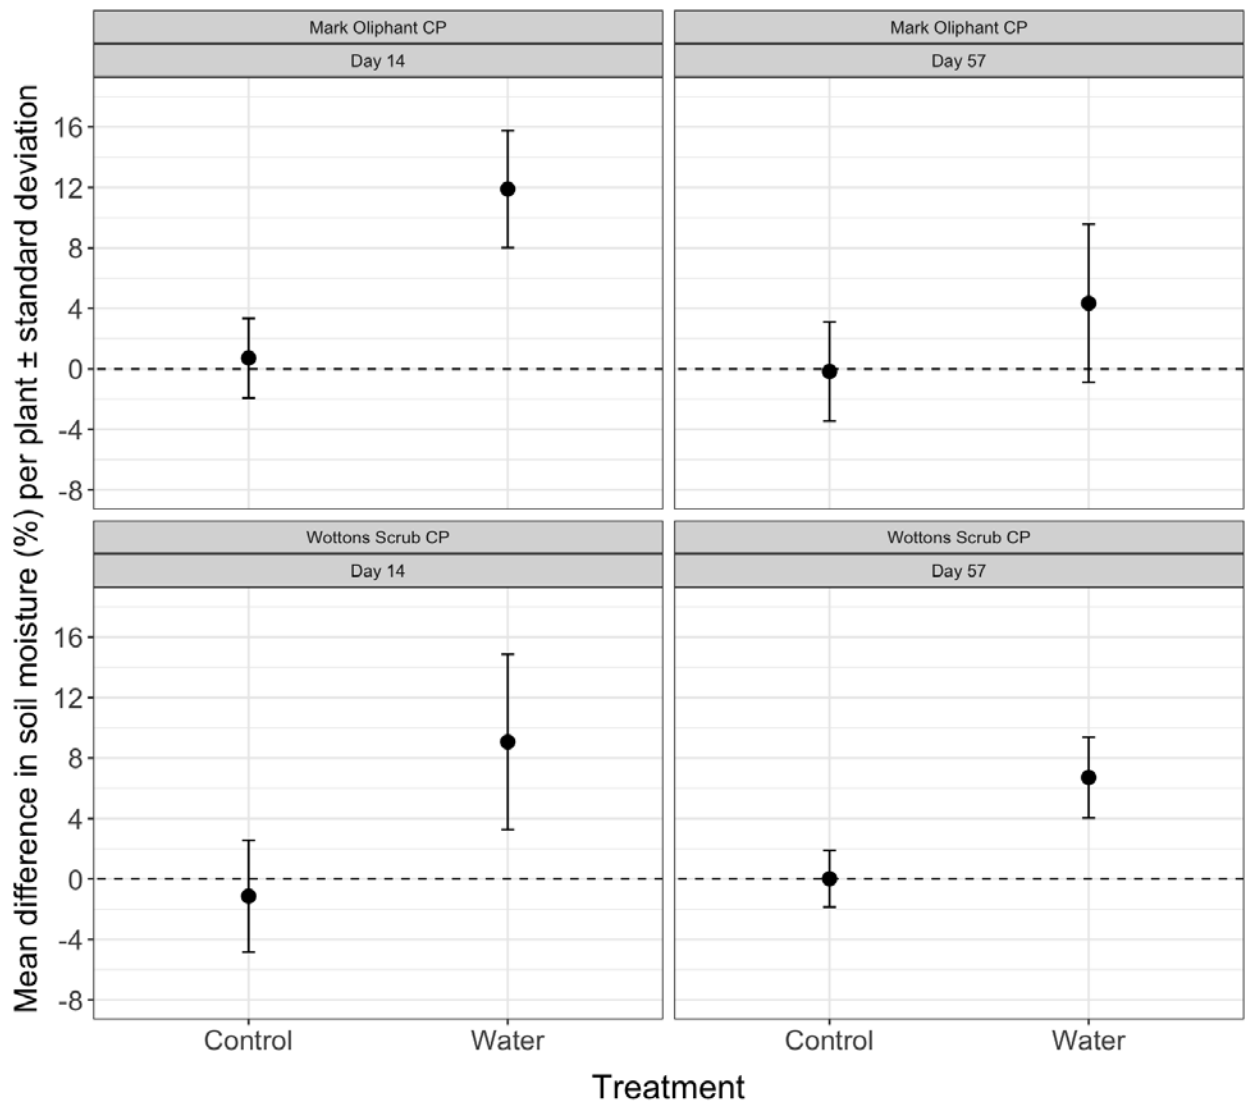 Mean difference in soil moisture (%) per plant ± standard deviation
Mark Oliphant CP
Day 14
Mark Oliphant CP
Day 57
16
12
8
4
0
-4
-8
Wottons Scrub CP
Day 14
Wottons Scrub CP
Day 57
16
12
8
4
0
-4
-8
Control
Water
Control
Water
Treatment